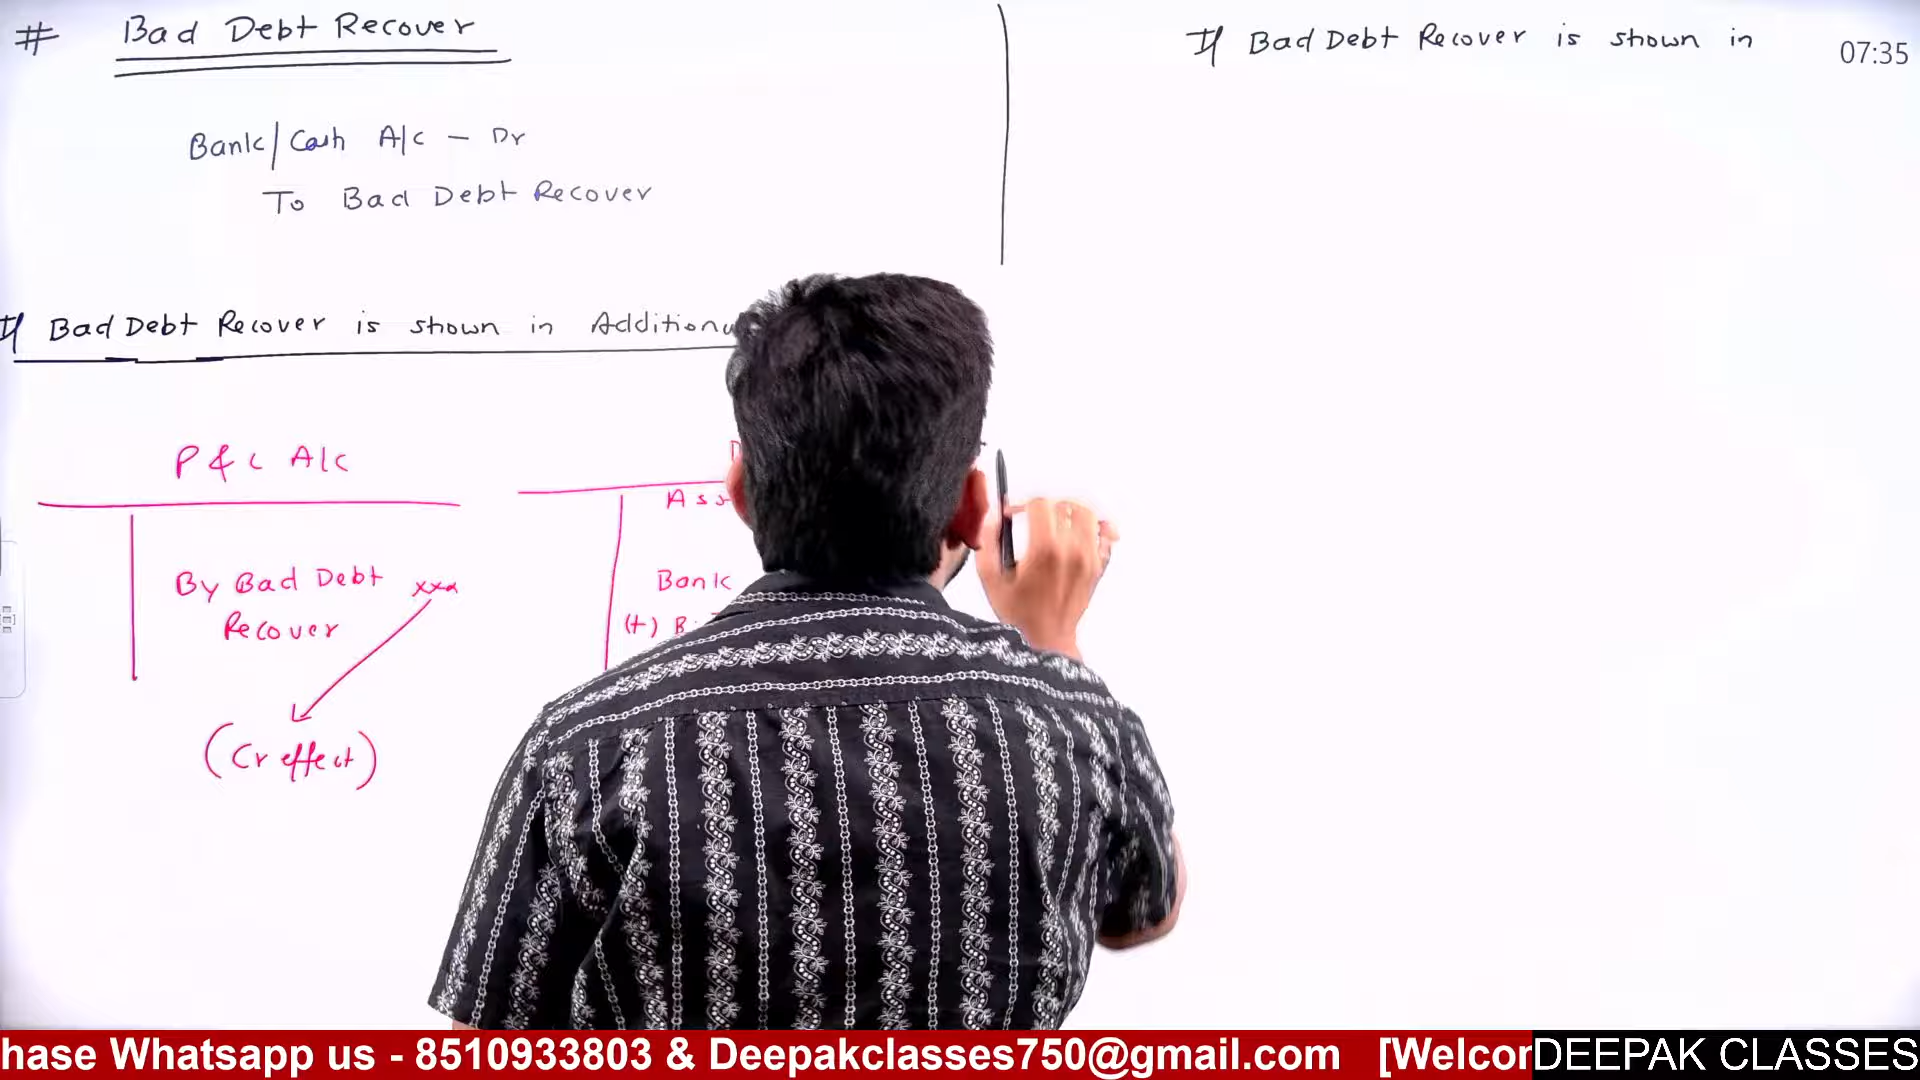 # Bad Debt Recover
Bank/Cash A/c - Dr
To Bad Debt Recover
If Bad Debt Recover is shown in
P & L A/c
By Bad Debt xxx
Recover
(Cr effect)
Bank
(+)
If Bad Debt Recover is shown in
07:35
hase Whatsapp us - 8510933803 & Deepakclasses750@gmail.com [Welcor
DEEPAK CLASSES